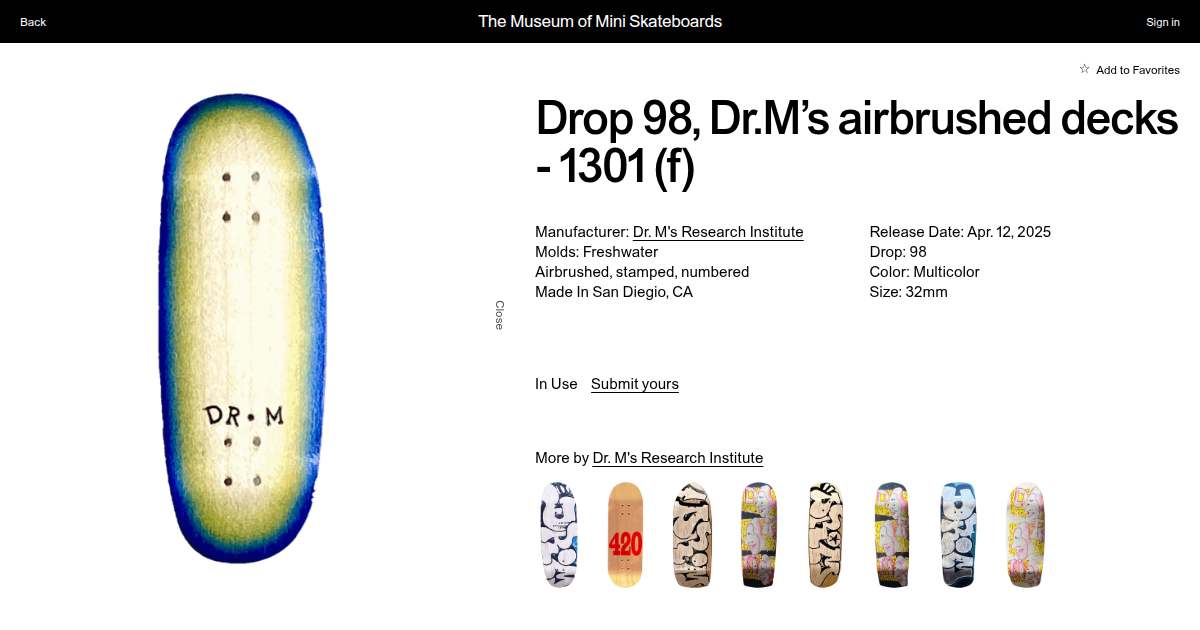 Back
The Museum of Mini Skateboards
Sign in
☆ Add to Favorites
Drop 98, Dr.M’s airbrushed decks
- 1301 (f)
Manufacturer: Dr. M's Research Institute
Molds: Freshwater
Airbrushed, stamped, numbered
Made In San Diegio, CA
Release Date: Apr. 12, 2025
Drop: 98
Color: Multicolor
Size: 32mm
Close
DR•M
In Use Submit yours
More by Dr. M's Research Institute
420